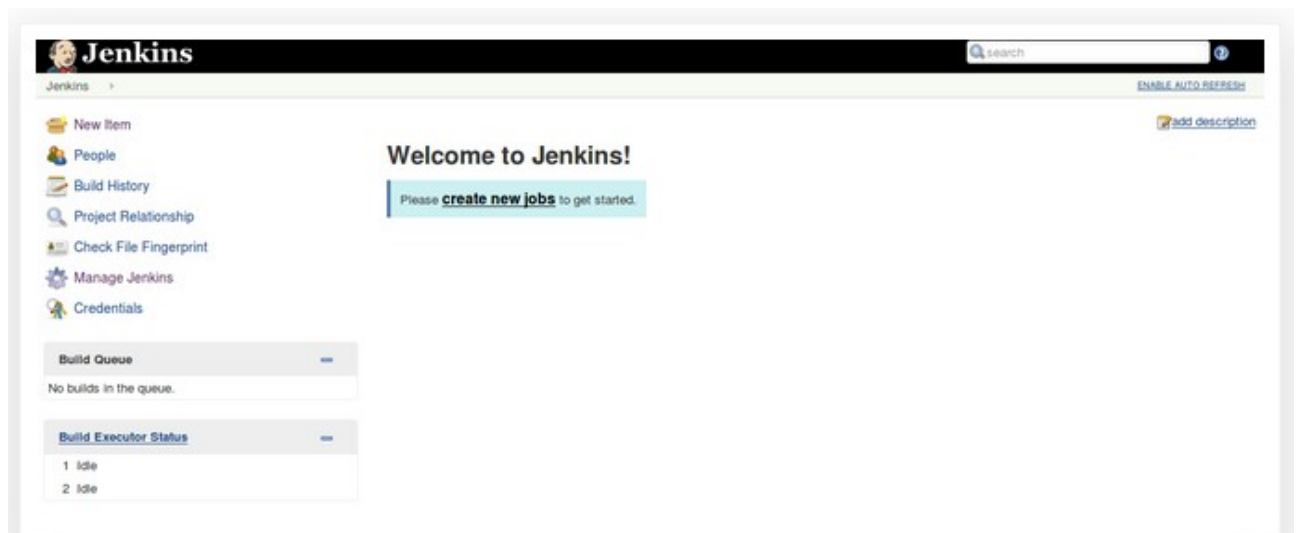 Jenkins
search
Jenkins
ENABLE AUTO REFRESH
New Item
People
Build History
Project Relationship
Check File Fingerprint
Manage Jenkins
Credentials
Build Queue
No builds in the queue.
Build Executor Status
1 Idle
2 Idle
add description
Welcome to Jenkins!
Please create new jobs to get started.